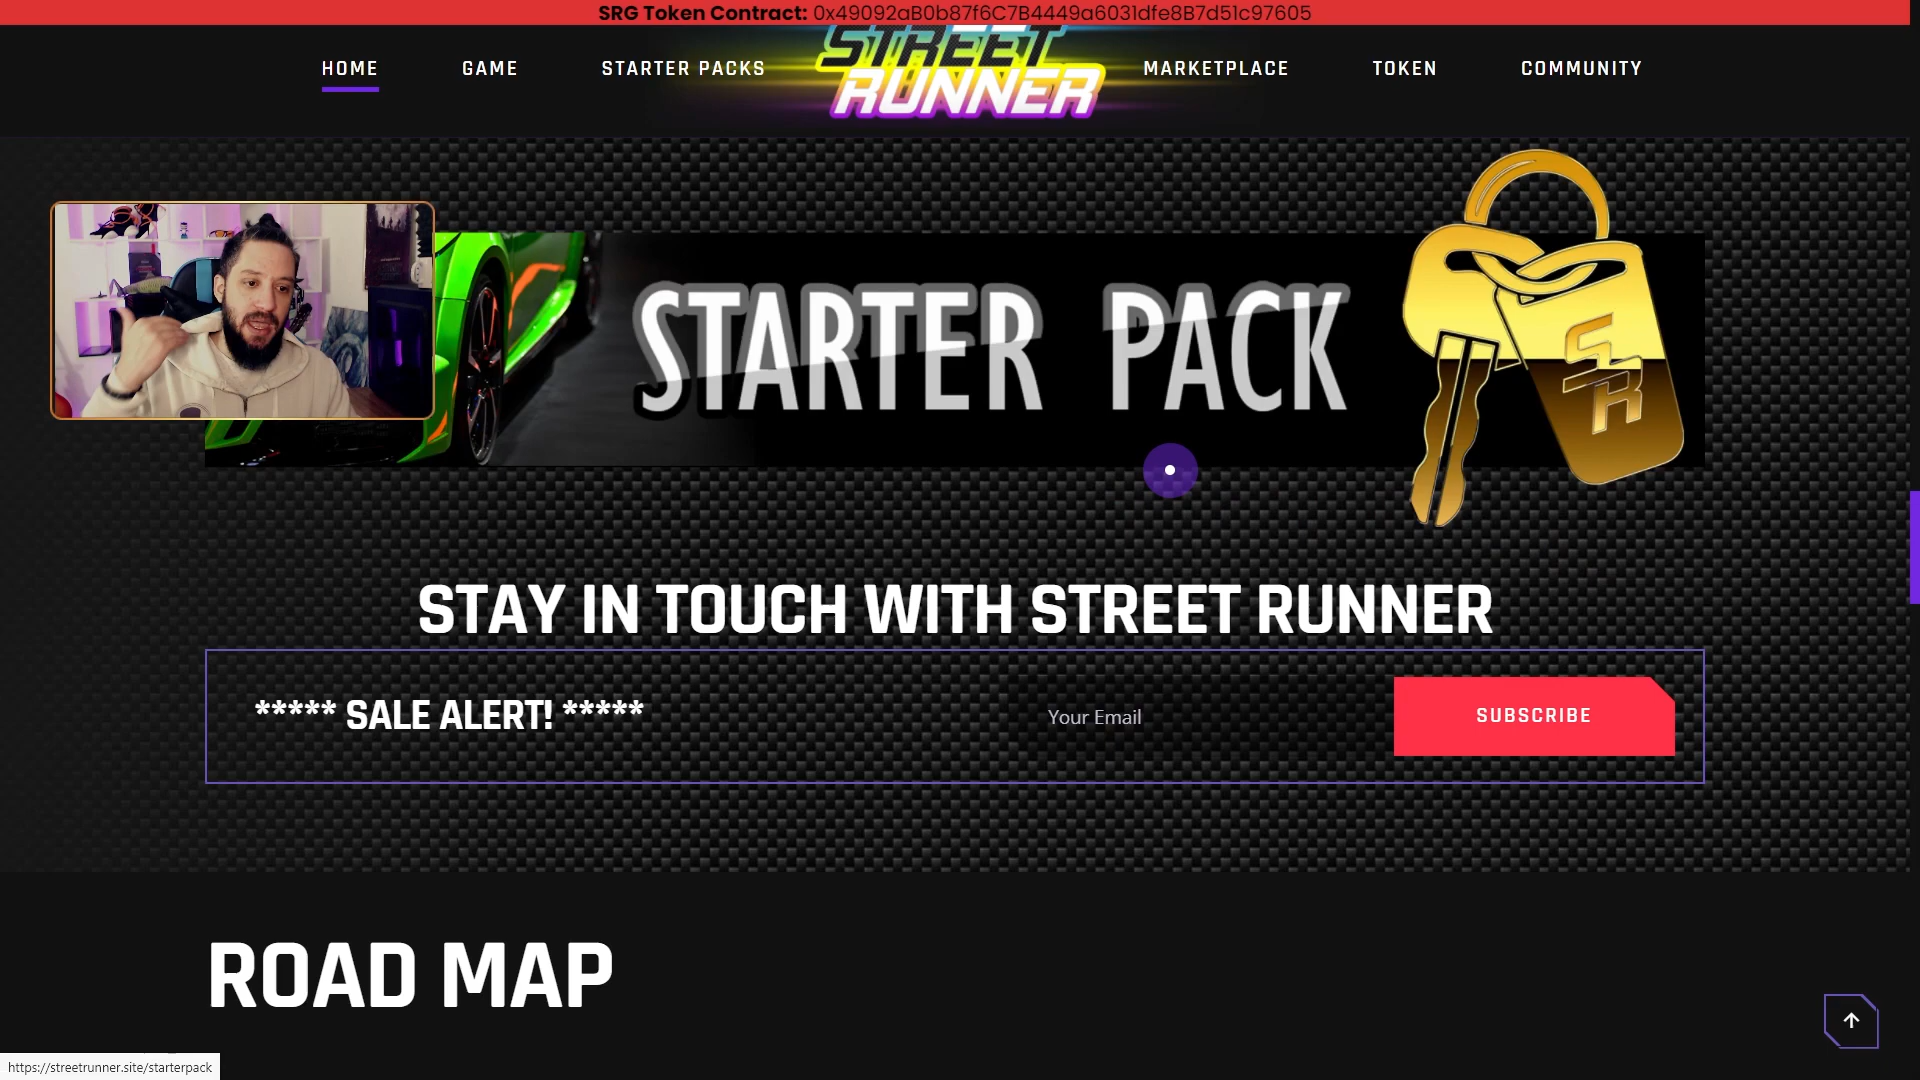 SRG Token Contract: 0x49092aB0b87f6C7B4449a6031dfe8B7d51c97605
HOME
GAME
STARTER PACKS
STREET
RUNNER
MARKETPLACE
TOKEN
COMMUNITY
STARTER PACK
SR
STAY IN TOUCH WITH STREET RUNNER
***** SALE ALERT! *****
Your Email
SUBSCRIBE
ROAD MAP
https://streetrunner.site/starterpack